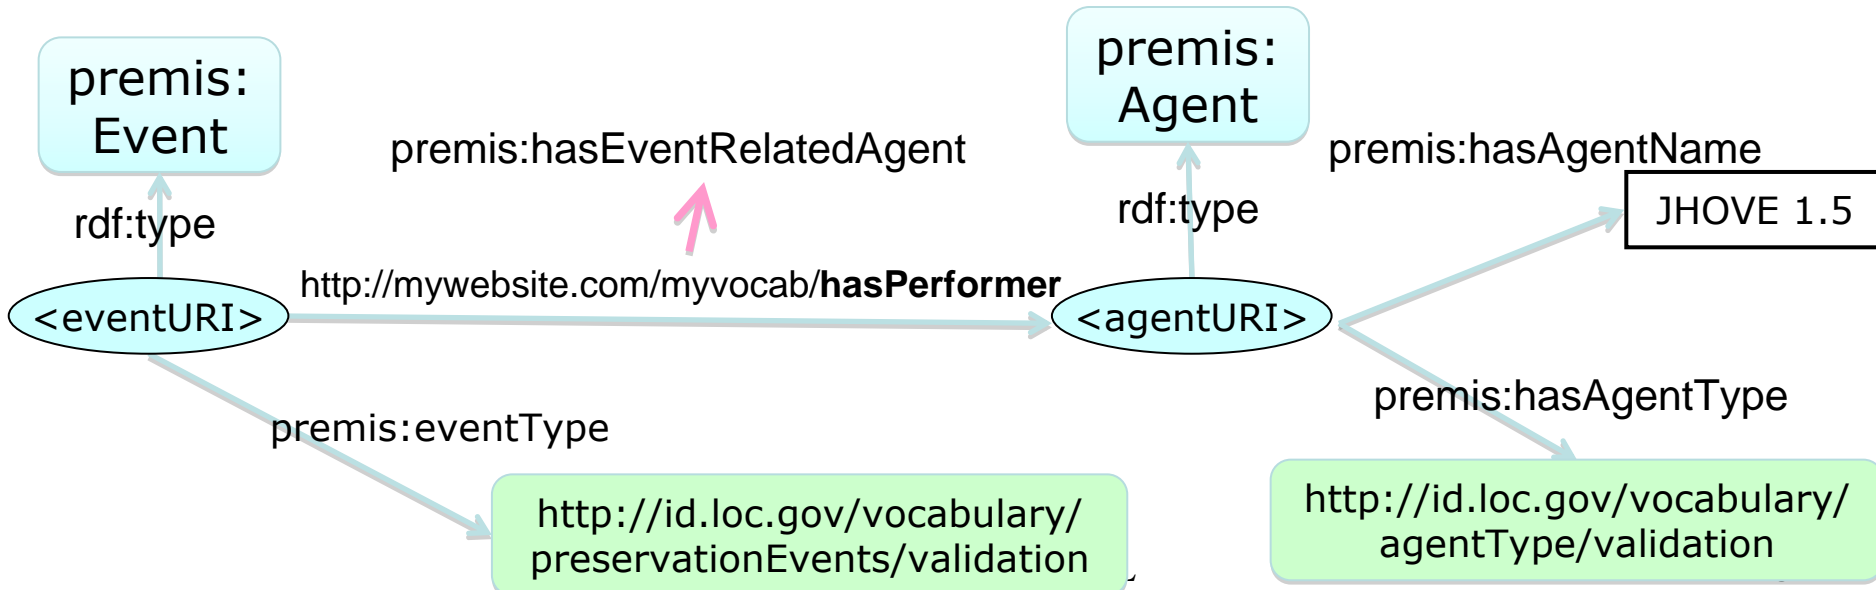 premis:
Event
premis:
Agent
premis:hasEventRelatedAgent
premis:hasAgentName
rdf:type
rdf:type
JHOVE 1.5
http://mywebsite.com/myvocab/hasPerformer
<eventURI>
<agentURI>
premis:hasAgentType
premis:eventType
http://id.loc.gov/vocabulary/
preservationEvents/validation
http://id.loc.gov/vocabulary/
agentType/validation